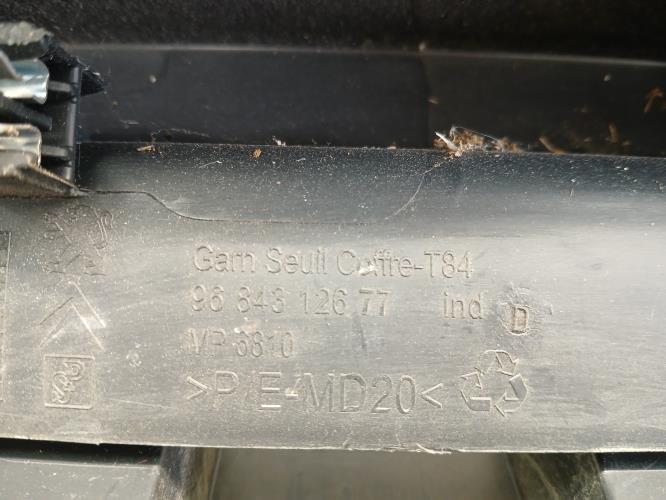 Garn Seuil Coffre-T84
96 843 126 77 ind D
VP 5810
>P/E-MD20<